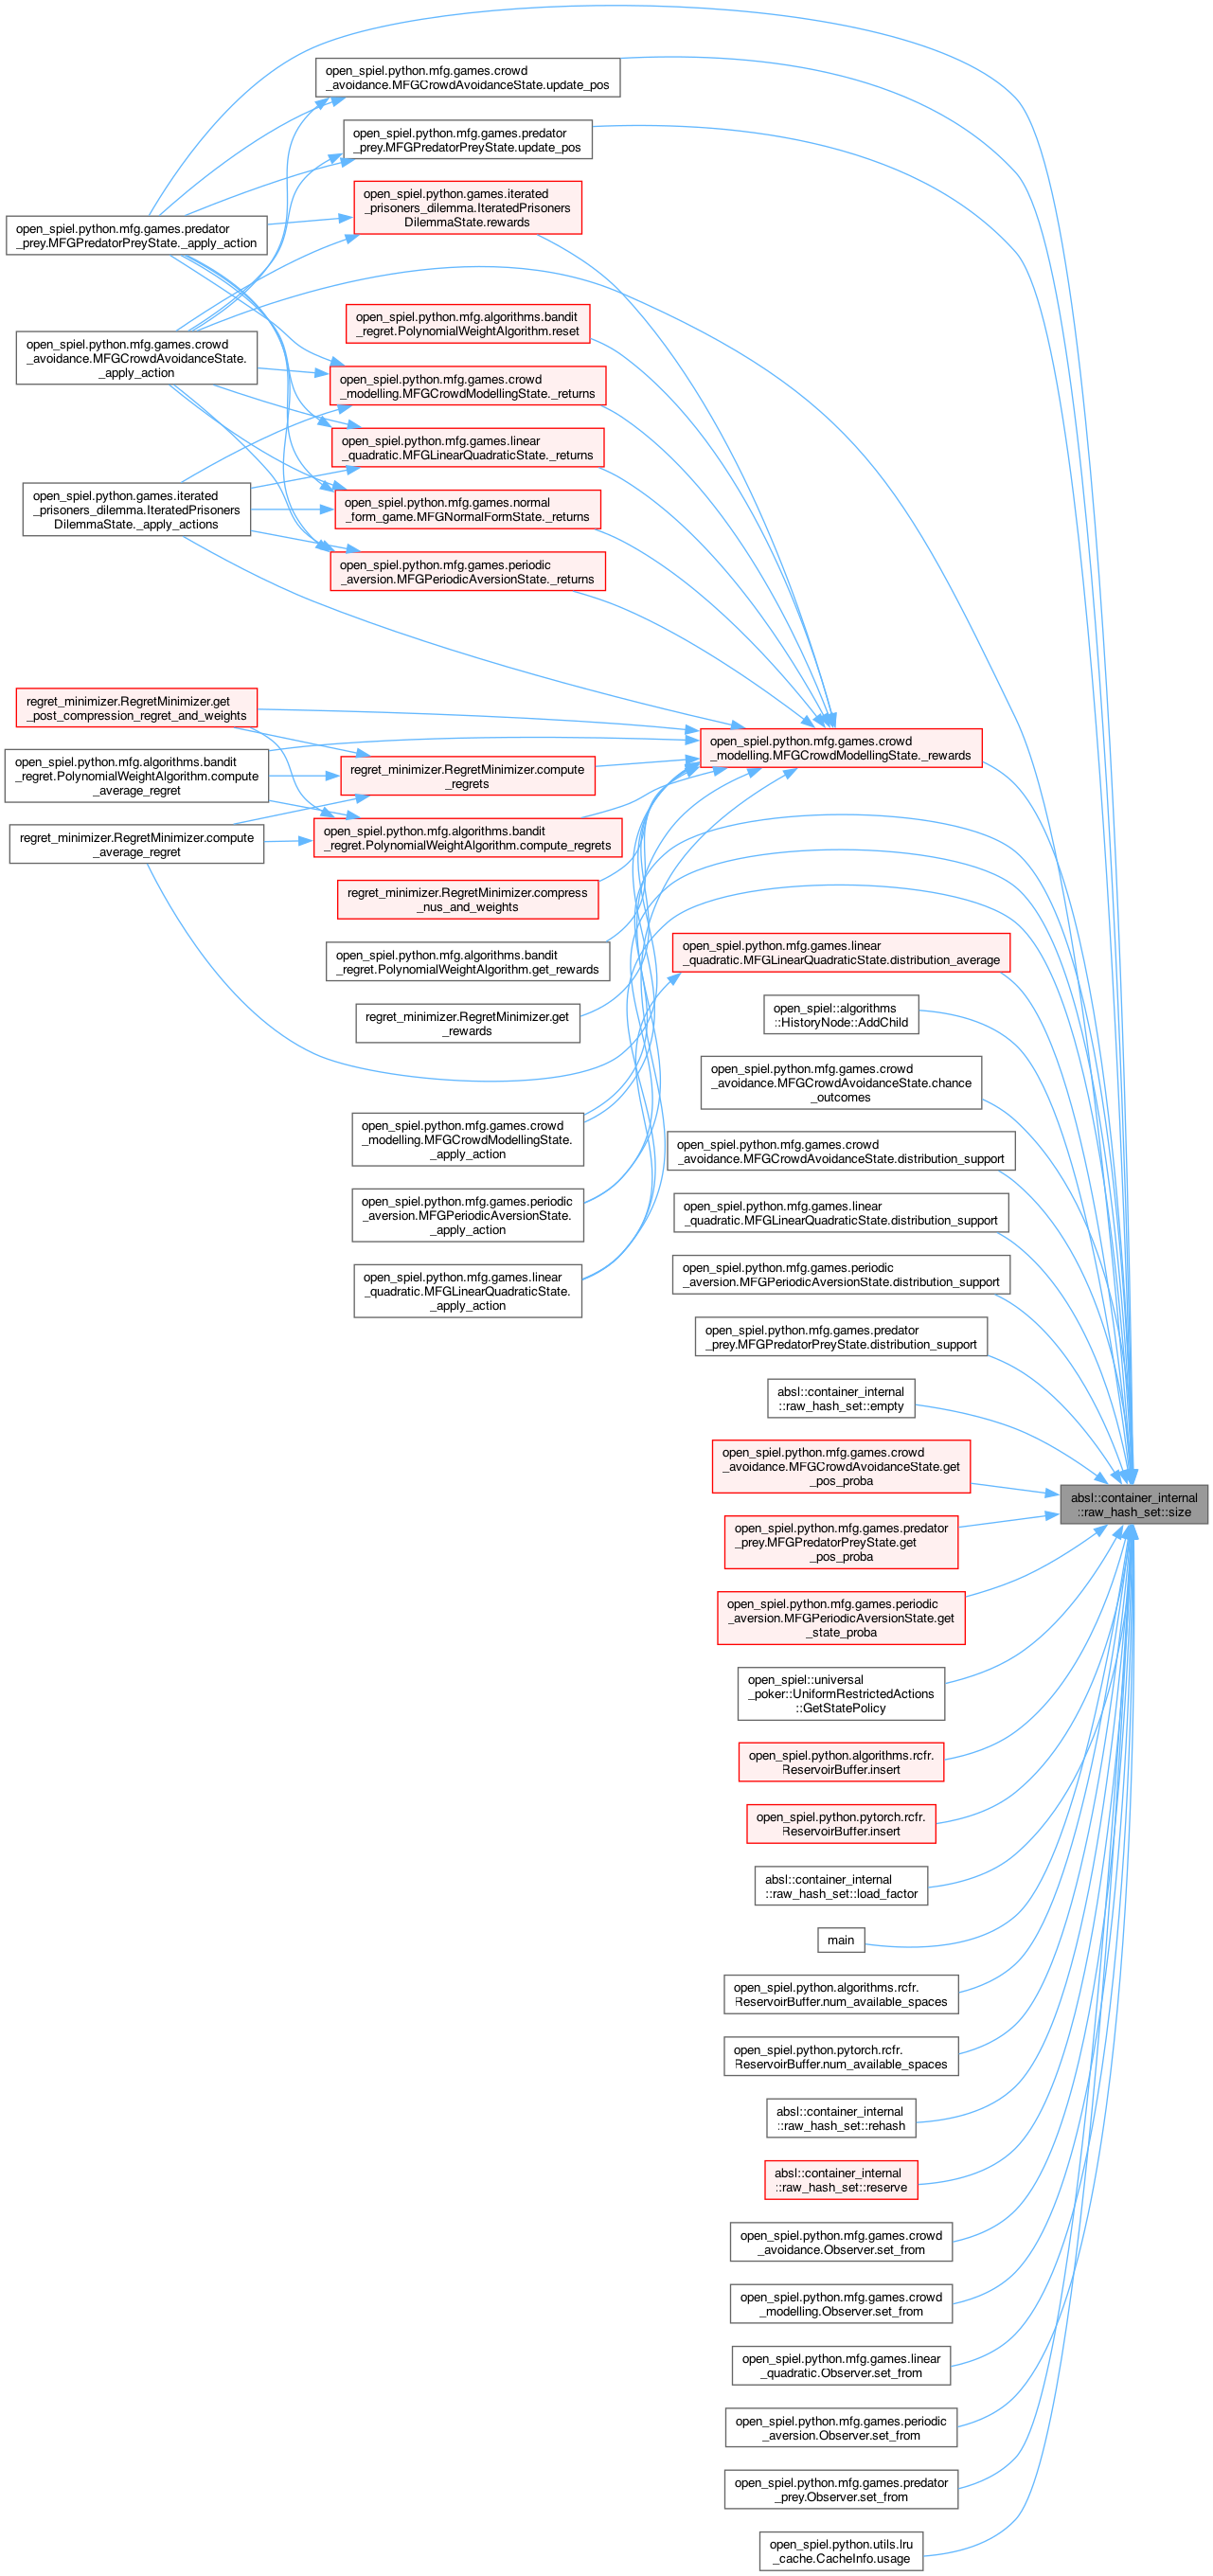 open_spiel.python.mfg.games.crowd
_avoidance.MFGCrowdAvoidanceState.update_pos
open_spiel.python.mfg.games.predator
_prey.MFGPredatorPreyState.update_pos
open_spiel.python.games.iterated
_prisoners_dilemma.IteratedPrisoners
DilemmaState.rewards
open_spiel.python.mfg.games.predator
_prey.MFGPredatorPreyState._apply_action
open_spiel.python.mfg.algorithms.bandit
_regret.PolynomialWeightAlgorithm.reset
open_spiel.python.mfg.games.crowd
_avoidance.MFGCrowdAvoidanceState.
_apply_action
open_spiel.python.mfg.games.crowd
_modelling.MFGCrowdModellingState._returns
open_spiel.python.mfg.games.linear
_quadratic.MFGLinearQuadraticState._returns
open_spiel.python.games.iterated
_prisoners_dilemma.IteratedPrisoners
DilemmaState._apply_actions
open_spiel.python.mfg.games.normal
_form_game.MFGNormalFormState._returns
open_spiel.python.mfg.games.periodic
_aversion.MFGPeriodicAversionState._returns
regret_minimizer.RegretMinimizer.get
_post_compression_regret_and_weights
open_spiel.python.mfg.games.crowd
_modelling.MFGCrowdModellingState._rewards
open_spiel.python.mfg.algorithms.bandit
_regret.PolynomialWeightAlgorithm.compute
_average_regret
regret_minimizer.RegretMinimizer.compute
_regrets
regret_minimizer.RegretMinimizer.compute
_average_regret
open_spiel.python.mfg.algorithms.bandit
_regret.PolynomialWeightAlgorithm.compute_regrets
regret_minimizer.RegretMinimizer.compress
_nus_and_weights
open_spiel.python.mfg.algorithms.bandit
_regret.PolynomialWeightAlgorithm.get_rewards
open_spiel.python.mfg.games.linear
_quadratic.MFGLinearQuadraticState.distribution_average
regret_minimizer.RegretMinimizer.get
_rewards
open_spiel::algorithms
::HistoryNode::AddChild
open_spiel.python.mfg.games.crowd
_avoidance.MFGCrowdAvoidanceState.chance
_outcomes
open_spiel.python.mfg.games.crowd
_modelling.MFGCrowdModellingState.
_apply_action
open_spiel.python.mfg.games.crowd
_avoidance.MFGCrowdAvoidanceState.distribution_support
open_spiel.python.mfg.games.periodic
_aversion.MFGPeriodicAversionState.
_apply_action
open_spiel.python.mfg.games.linear
_quadratic.MFGLinearQuadraticState.distribution_support
open_spiel.python.mfg.games.linear
_quadratic.MFGLinearQuadraticState.
_apply_action
open_spiel.python.mfg.games.periodic
_aversion.MFGPeriodicAversionState.distribution_support
open_spiel.python.mfg.games.predator
_prey.MFGPredatorPreyState.distribution_support
absl::container_internal
::raw_hash_set::empty
open_spiel.python.mfg.games.crowd
_avoidance.MFGCrowdAvoidanceState.get
_pos_proba
absl::container_internal
::raw_hash_set::size
open_spiel.python.mfg.games.predator
_prey.MFGPredatorPreyState.get
_pos_proba
open_spiel.python.mfg.games.periodic
_aversion.MFGPeriodicAversionState.get
_state_proba
open_spiel::universal
_poker::UniformRestrictedActions
::GetStatePolicy
open_spiel.python.algorithms.rcfr.
ReservoirBuffer.insert
open_spiel.python.pytorch.rcfr.
ReservoirBuffer.insert
absl::container_internal
::raw_hash_set::load_factor
main
open_spiel.python.algorithms.rcfr.
ReservoirBuffer.num_available_spaces
open_spiel.python.pytorch.rcfr.
ReservoirBuffer.num_available_spaces
absl::container_internal
::raw_hash_set::rehash
absl::container_internal
::raw_hash_set::reserve
open_spiel.python.mfg.games.crowd
_avoidance.Observer.set_from
open_spiel.python.mfg.games.crowd
_modelling.Observer.set_from
open_spiel.python.mfg.games.linear
_quadratic.Observer.set_from
open_spiel.python.mfg.games.periodic
_aversion.Observer.set_from
open_spiel.python.mfg.games.predator
_prey.Observer.set_from
open_spiel.python.utils.lru
_cache.CacheInfo.usage